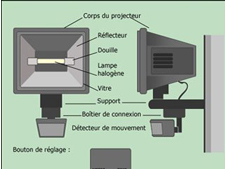 Corps du projecteur
Réflecteur
Douille
Lampe
halogène
Vitre
Support
Boîtier de connexion
Détecteur de mouvement
Bouton de réglage :